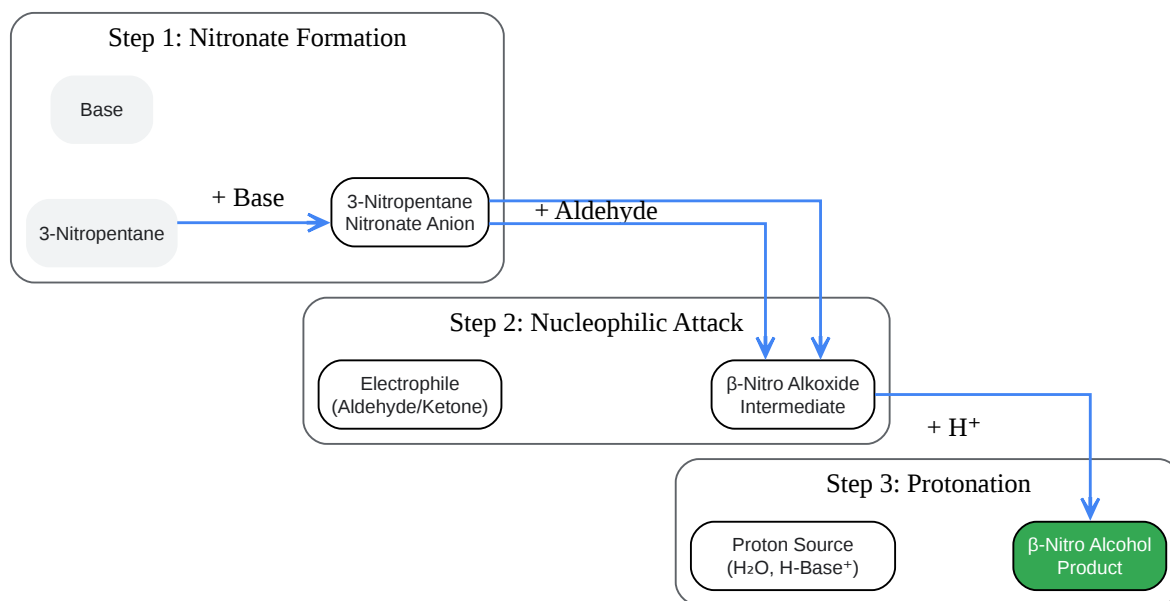 Step 1: Nitronate Formation
Base
+ Base
3-Nitropentane
3-Nitropentane
Nitronate Anion
+ Aldehyde
Step 2: Nucleophilic Attack
Electrophile
(Aldehyde/Ketone)
β-Nitro Alkoxide
Intermediate
+ H⁺
Step 3: Protonation
Proton Source
(H₂O, H-Base⁺)
β-Nitro Alcohol
Product